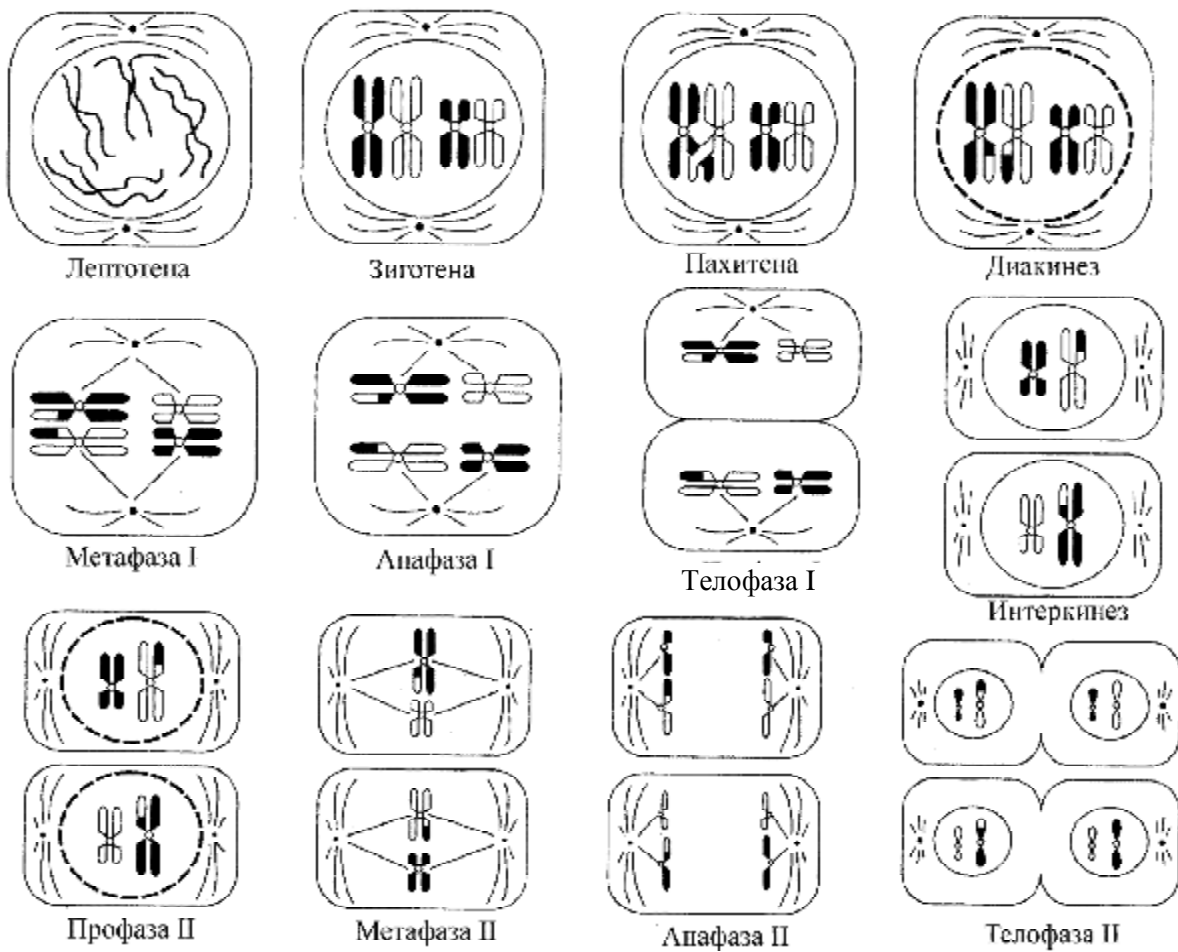 Лептотена
Зиготена
Пахитена
Диакинез
Метафаза I
Анафаза I
Телофаза I
Интеркинез
Профаза II
Метафаза II
Анафаза II
Телофаза II